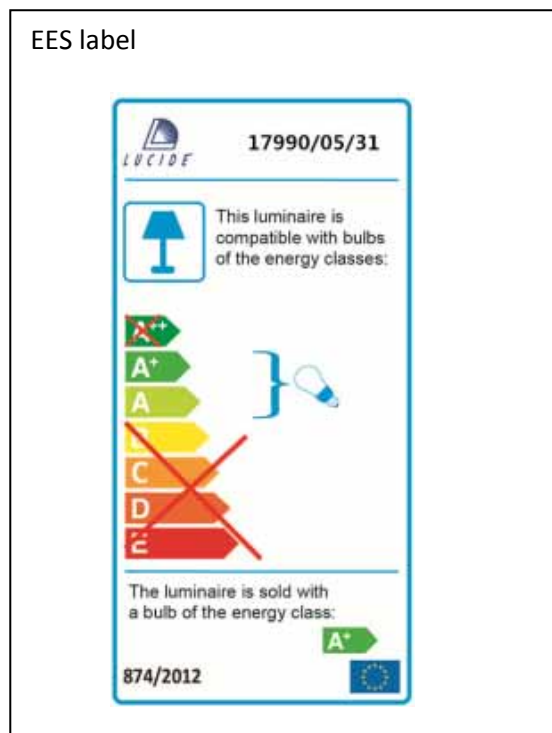 EES label
LUCIDE
17990/05/31
This luminaire is
compatible with bulbs
of the energy classes:
A++
A+
A
B
C
D
E
The luminaire is sold with
a bulb of the energy class:
A+
874/2012